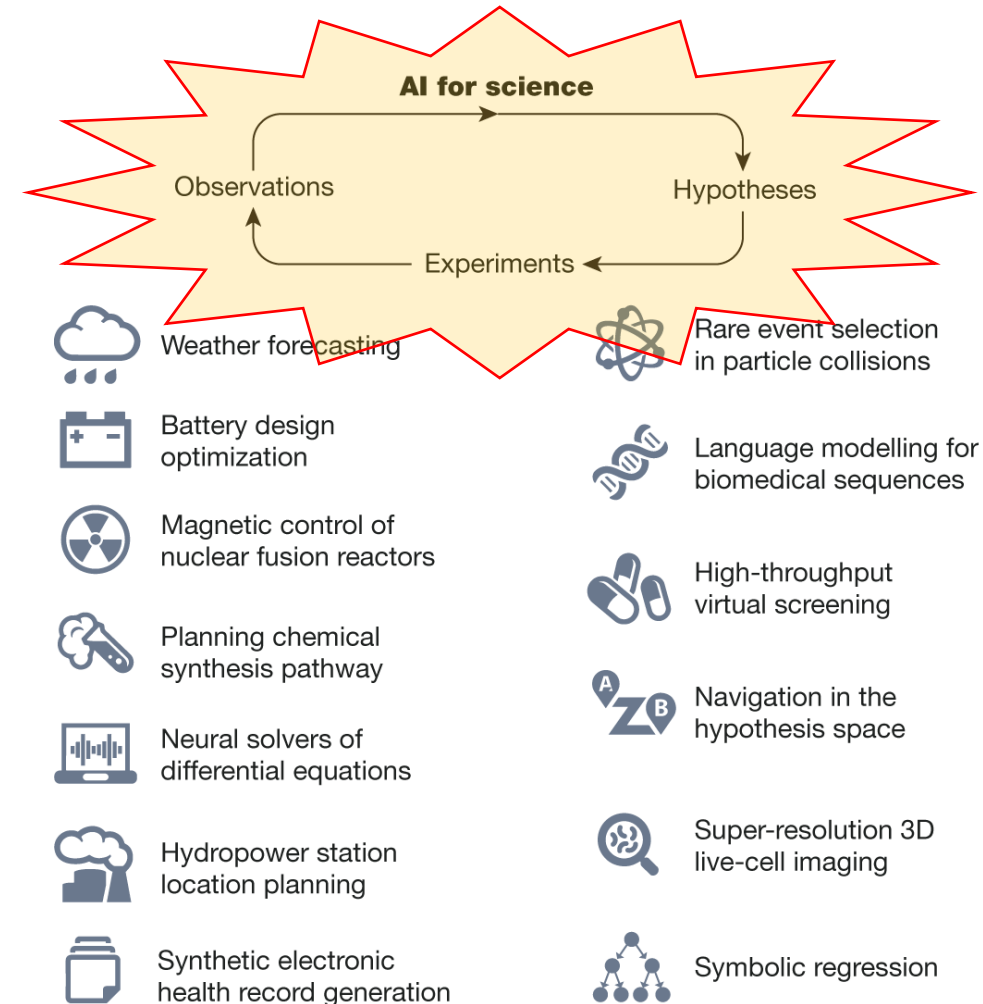 AI for science
Observations
Hypotheses
Experiments
Weather forecasting
Battery design
optimization
Magnetic control of
nuclear fusion reactors
Planning chemical
synthesis pathway
Neural solvers of
differential equations
Hydropower station
location planning
Synthetic electronic
health record generation
Rare event selection
in particle collisions
Language modelling for
biomedical sequences
High-throughput
virtual screening
A
Z
B
Navigation in the
hypothesis space
Super-resolution 3D
live-cell imaging
Symbolic regression